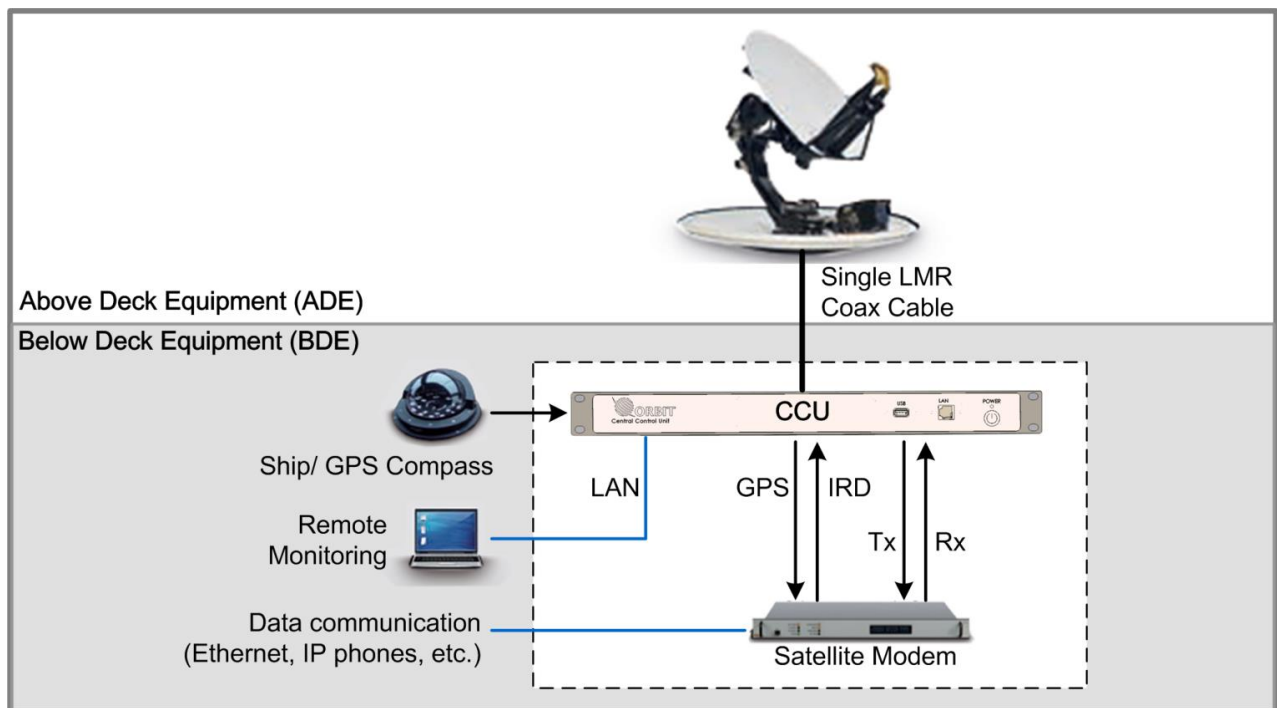 Single LMR
Coax Cable
Above Deck Equipment (ADE)
Below Deck Equipment (BDE)
ORBIT
Central Control Unit
CCU
USB
LAN
POWER
Ship/ GPS Compass
LAN
GPS
IRD
Remote
Monitoring
Tx
Rx
Data communication
(Ethernet, IP phones, etc.)
Satellite Modem